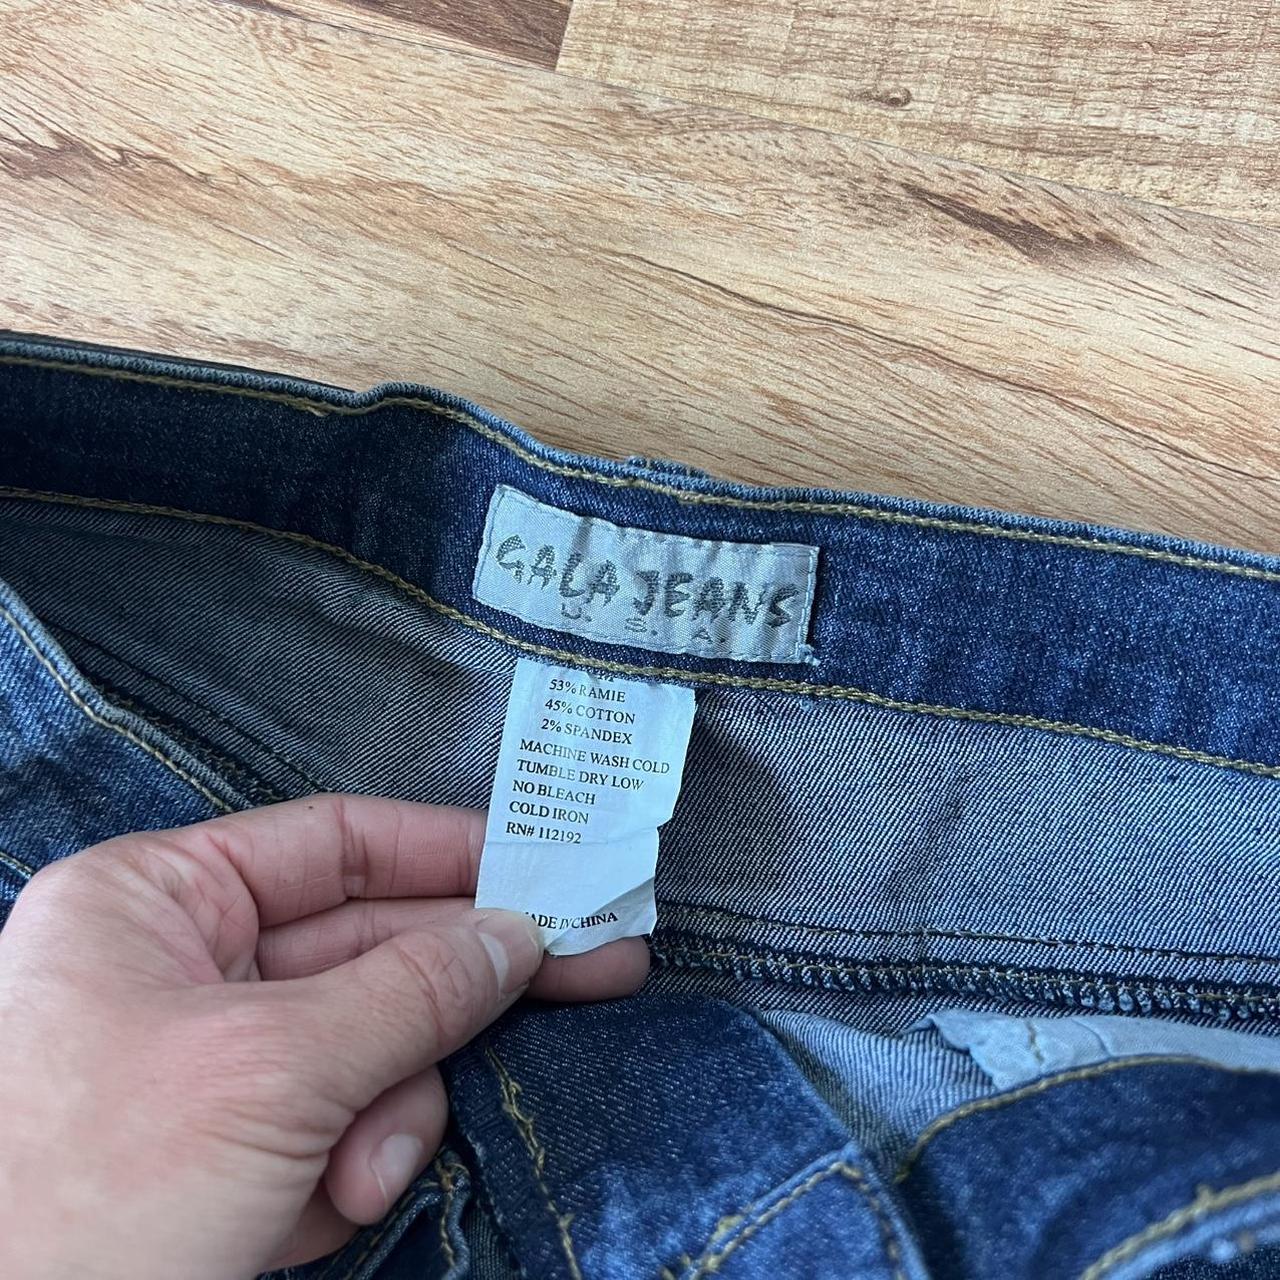 GALA JEANS
U. S. A.
53% RAMIE
45% COTTON
2% SPANDEX
MACHINE WASH COLD
TUMBLE DRY LOW
NO BLEACH
COLD IRON
RN# 112192
MADE IN CHINA